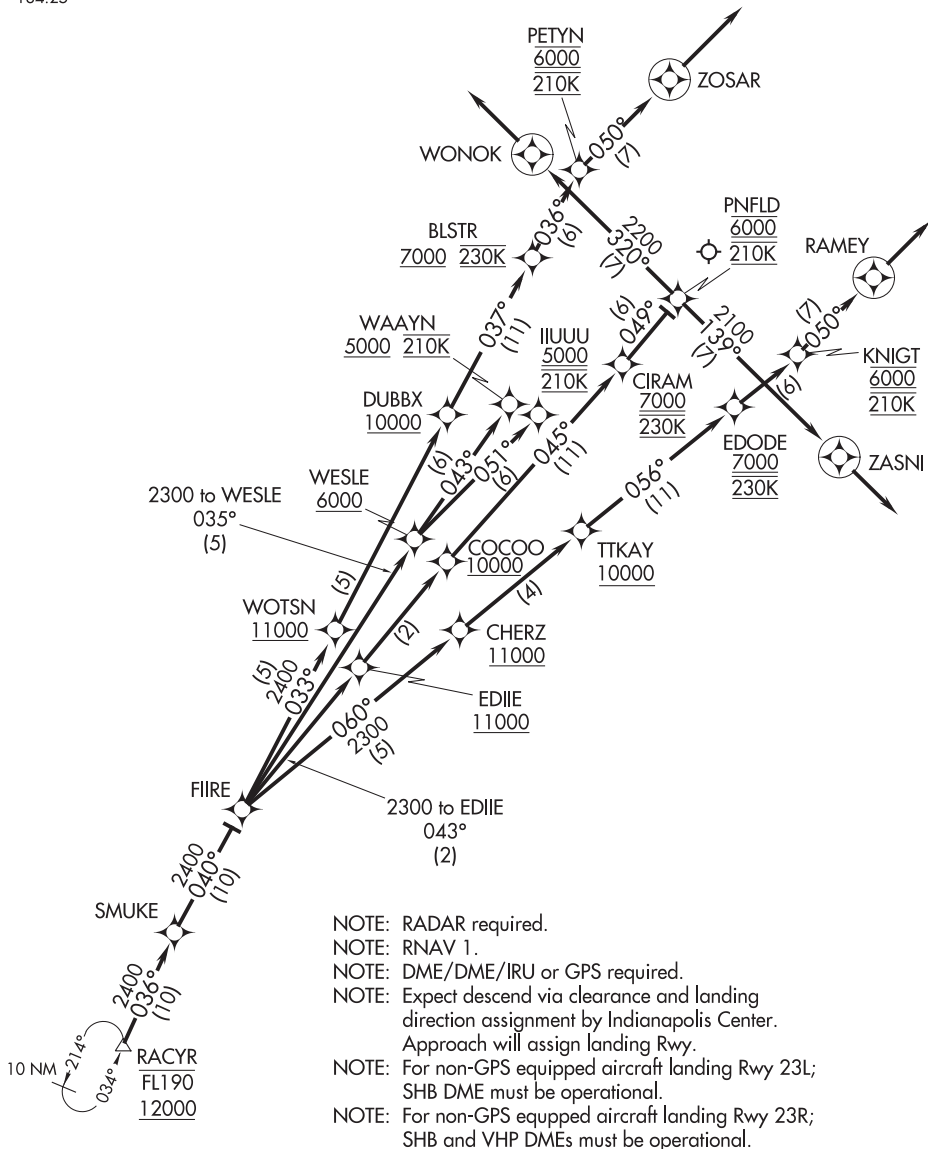 PETYN
6000
210K
ZOSAR
WONOK
050°
(7)
PNFLD
6000
210K
BLSTR
7000 230K
036°
(6)
2200
320°
(7)
RAMEY
WAAYN
5000 210K
037°
(11)
IIUUU
5000
210K
(6)
049°
2100
139°
(7)
(7)
050°
KNIGT
6000
210K
DUBBX
10000
CIRAM
7000
230K
(6)
EDODE
7000
230K
ZASNI
WESLE
6000
(6)
043°
051°
(6)
045°
(11)
056°
(11)
2300 to WESLE
035°
(5)
COCOO
10000
TTKAY
10000
(5)
WOTSN
11000
(2)
(4)
CHERZ
11000
(5)
2400
033°
EDIIE
11000
060°
2300
(5)
FIIRE
2300 to EDIIE
043°
(2)
2400
040°
(10)
SMUKE
2400
036°
(10)
10 NM
214°
034°
RACYR
FL190
12000
NOTE: RADAR required.
NOTE: RNAV 1.
NOTE: DME/DME/IRU or GPS required.
NOTE: Expect descend via clearance and landing
direction assignment by Indianapolis Center.
Approach will assign landing Rwy.
NOTE: For non-GPS equipped aircraft landing Rwy 23L;
SHB DME must be operational.
NOTE: For non-GPS equpped aircraft landing Rwy 23R;
SHB and VHP DMEs must be operational.